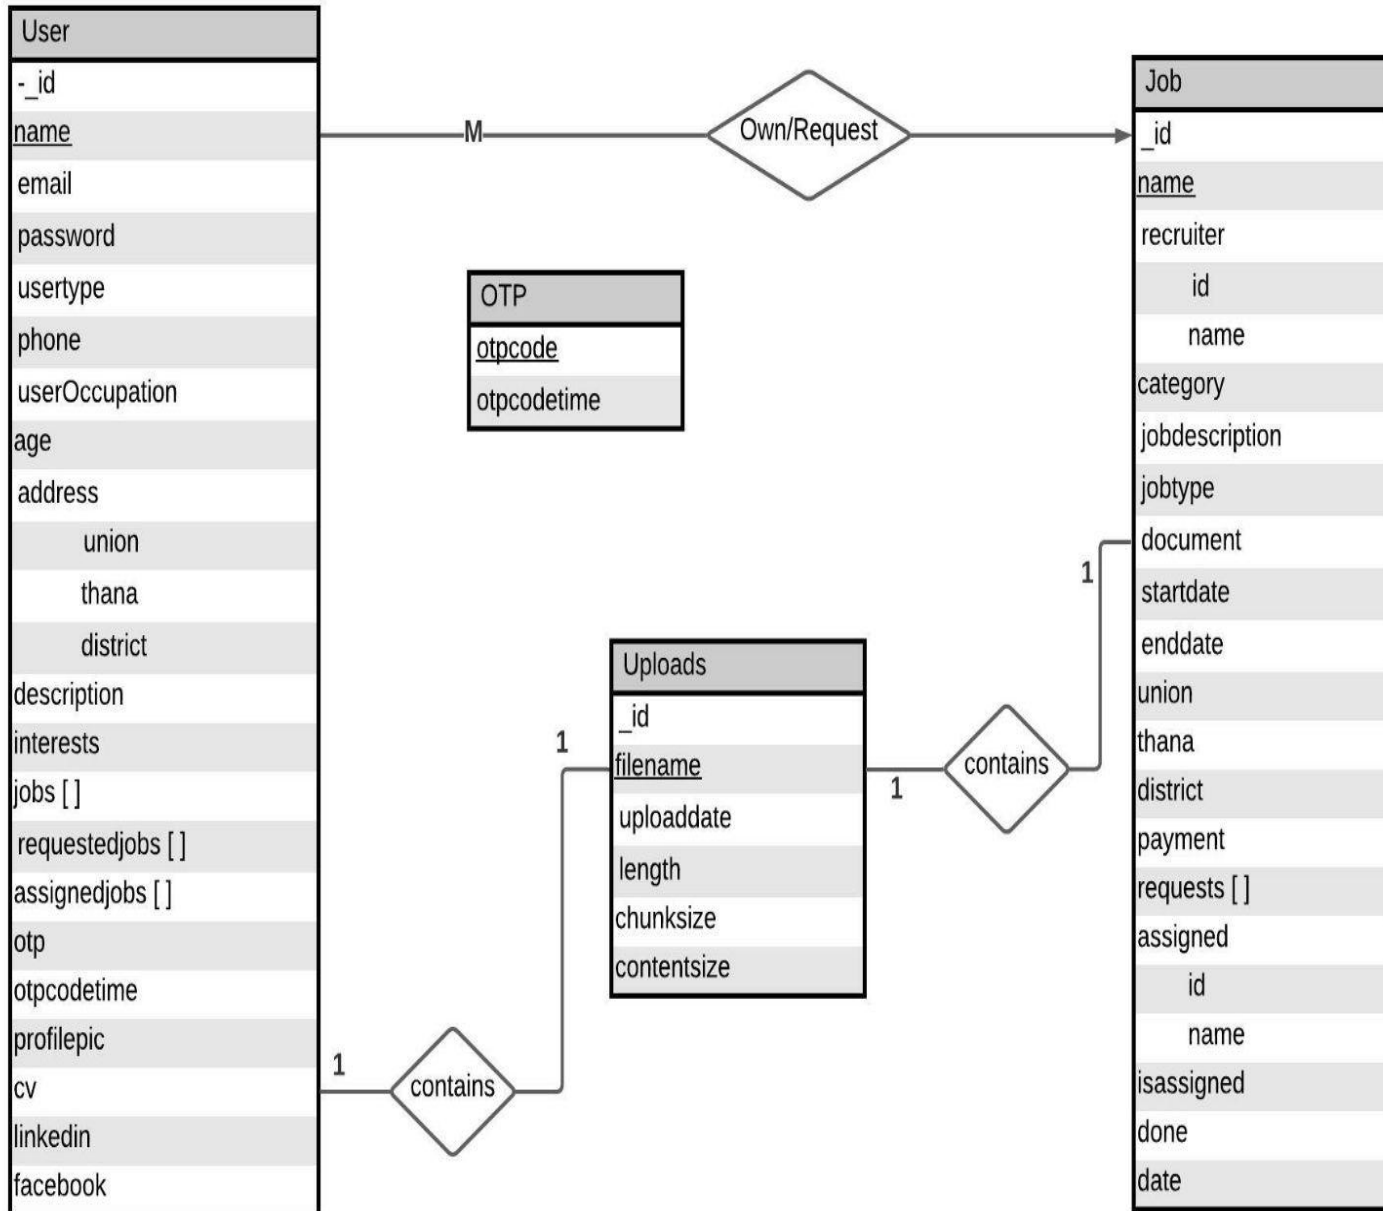 User
-_id
name
email
password
usertype
phone
userOccupation
age
address
union
thana
district
description
interests
jobs [ ]
requestedjobs [ ]
assignedjobs [ ]
otp
otpcodetime
profilepic
cv
linkedin
facebook
M
Own/Request
OTP
otpcode
otpcodetime
Uploads
_id
filename
uploaddate
length
chunksize
contentsize
1
contains
1
1
contains
1
Job
_id
name
recruiter
id
name
category
jobdescription
jobtype
document
startdate
enddate
union
thana
district
payment
requests [ ]
assigned
id
name
isassigned
done
date